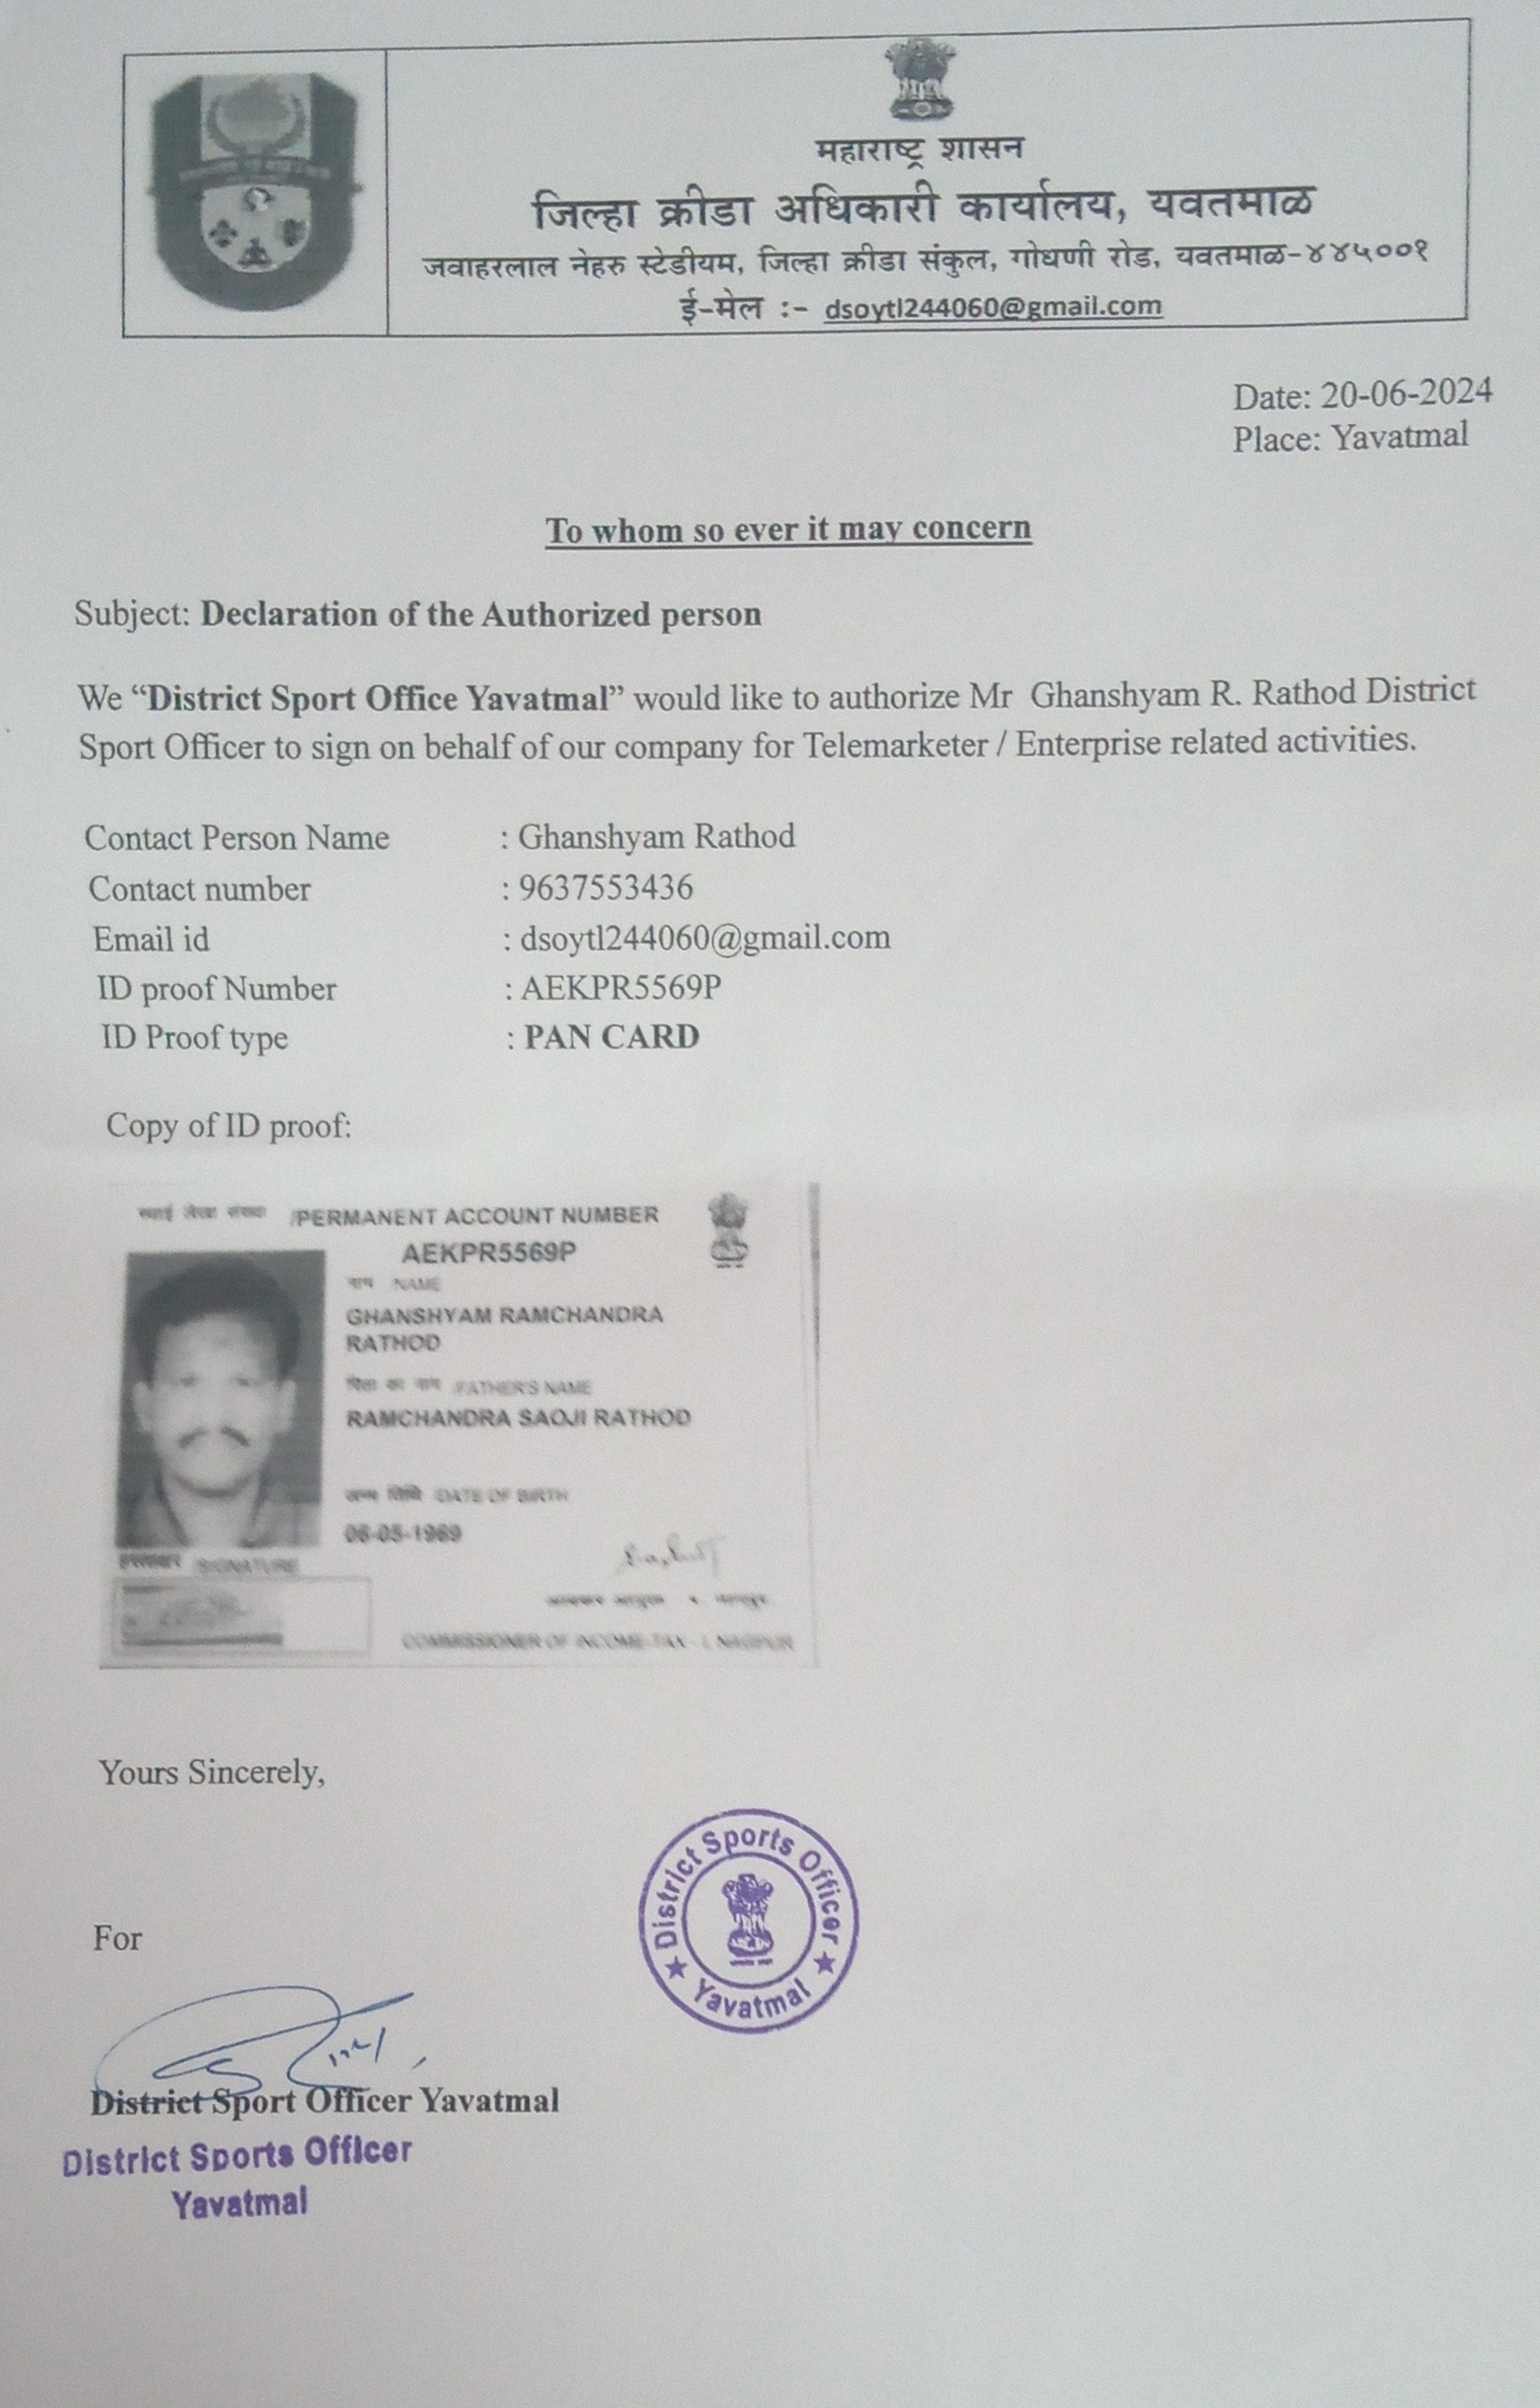 महाराष्ट्र शासन
जिल्हा क्रीडा अधिकारी कार्यालय, यवतमाळ
जवाहरलाल नेहरु स्टेडीयम, जिल्हा क्रीडा संकुल, गोधणी रोड, यवतमाळ-४४५००१
ई-मेल :- dsoytl244060@gmail.com
Date: 20-06-2024
Place: Yavatmal
To whom so ever it may concern
Subject: Declaration of the Authorized person
We “District Sport Office Yavatmal” would like to authorize Mr Ghanshyam R. Rathod District
Sport Officer to sign on behalf of our company for Telemarketer / Enterprise related activities.
Contact Person Name : Ghanshyam Rathod
Contact number : 9637553436
Email id : dsoytl244060@gmail.com
ID proof Number : AEKPR5569P
ID Proof type : PAN CARD
Copy of ID proof:
स्थाई लेखा संख्या /PERMANENT ACCOUNT NUMBER
AEKPR5569P
नाम NAME
GHANSHYAM RAMCHANDRA
RATHOD
पिता का नाम /FATHER'S NAME
RAMCHANDRA SAOJI RATHOD
जन्म तिथि DATE OF BIRTH
06-05-1969
हस्ताक्षर SIGNATURE
COMMISSIONER OF INCOME-TAX - I, NAGPUR
Yours Sincerely,
District Sports Officer
★ Yavatmal ★
For
District Sport Officer Yavatmal
District Sports Officer
Yavatmal